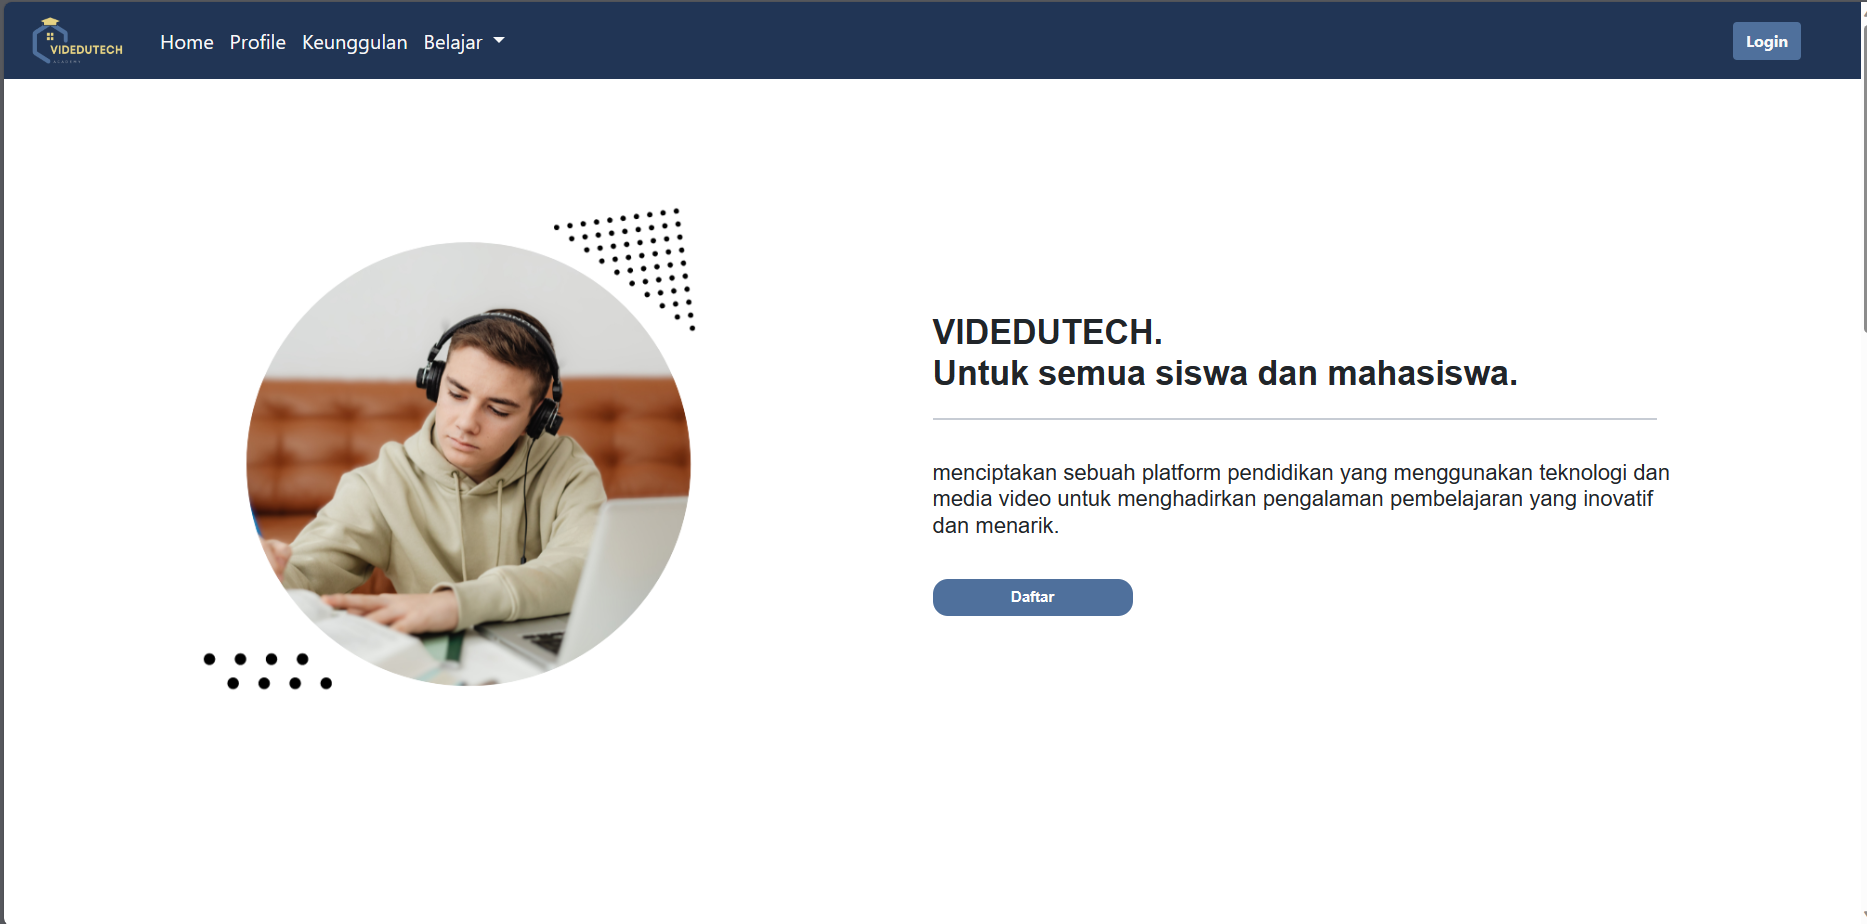 VIDEDUTECH
ACADEMY
Home Profile Keunggulan Belajar
Login
VIDEDUTECH.
Untuk semua siswa dan mahasiswa.
menciptakan sebuah platform pendidikan yang menggunakan teknologi dan
media video untuk menghadirkan pengalaman pembelajaran yang inovatif
dan menarik.
Daftar